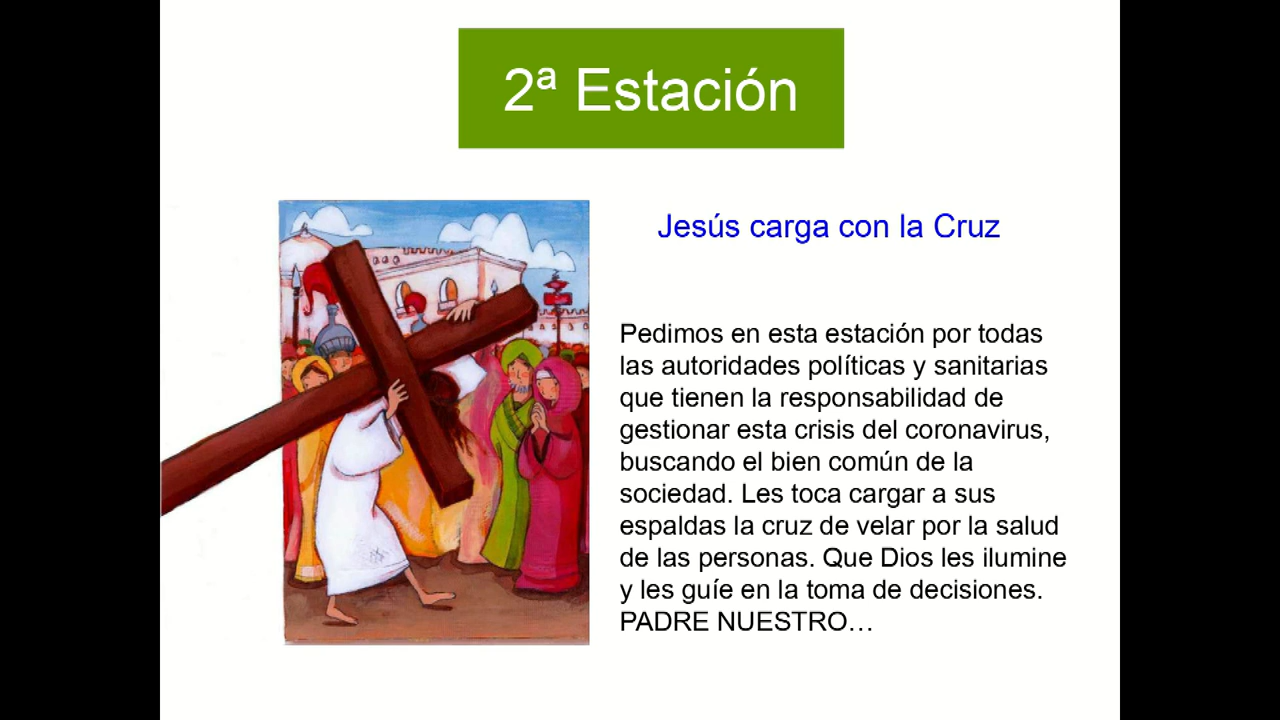 2ª Estación
Jesús carga con la Cruz
Pedimos en esta estación por todas
las autoridades políticas y sanitarias
que tienen la responsabilidad de
gestionar esta crisis del coronavirus,
buscando el bien común de la
sociedad. Les toca cargar a sus
espaldas la cruz de velar por la salud
de las personas. Que Dios les ilumine
y les guíe en la toma de decisiones.
PADRE NUESTRO…